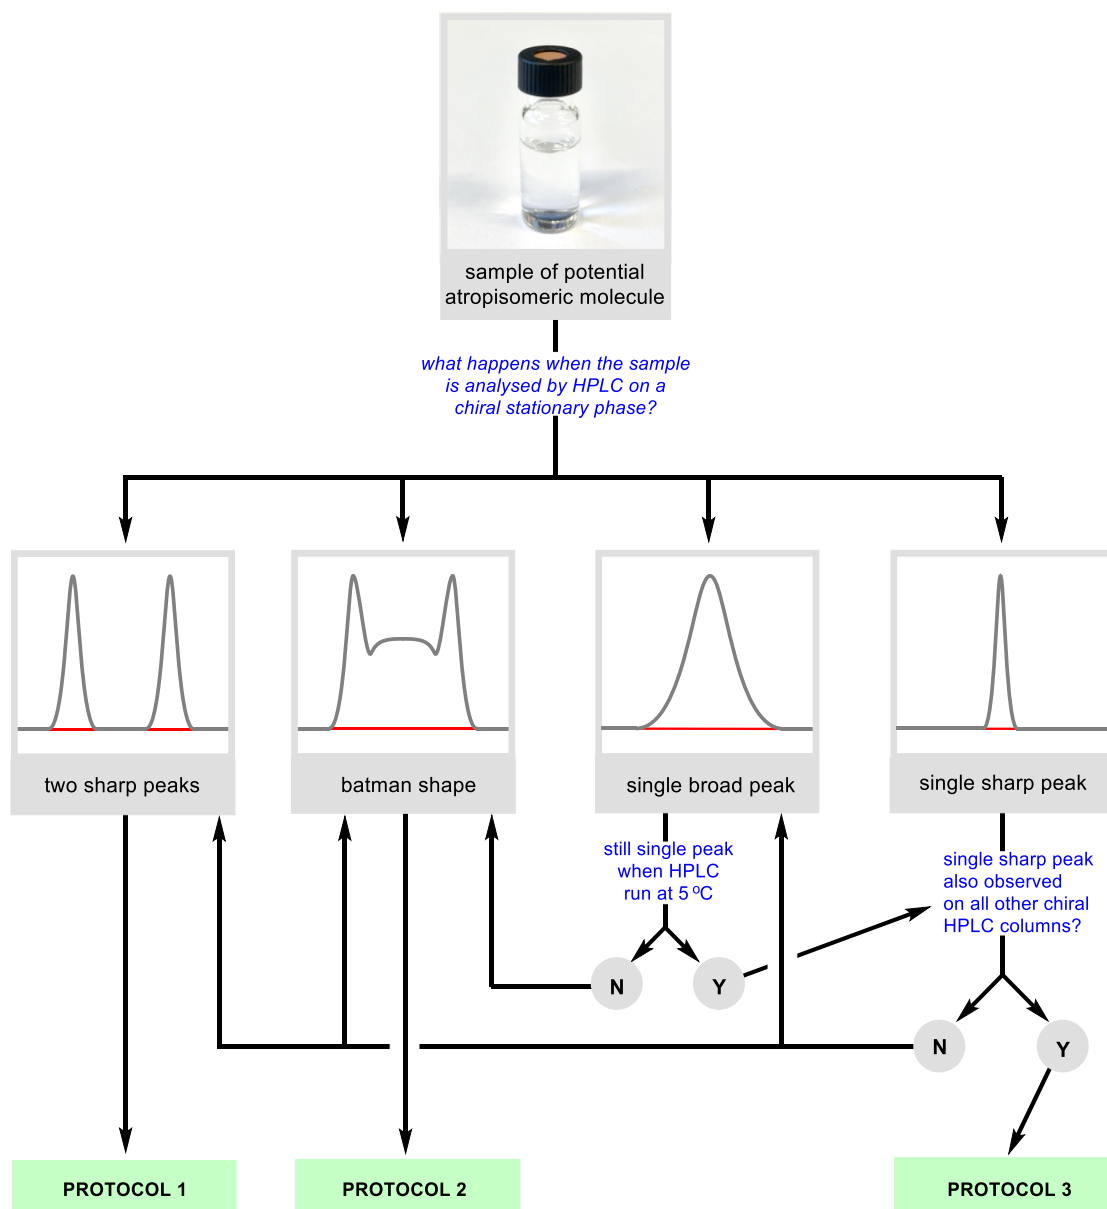 sample of potential
atropisomeric molecule
what happens when the sample
is analysed by HPLC on a
chiral stationary phase?
two sharp peaks
batman shape
single broad peak
single sharp peak
still single peak
when HPLC
run at 5 ºC
single sharp peak
also observed
on all other chiral
HPLC columns?
N
Y
N
Y
PROTOCOL 1
PROTOCOL 2
PROTOCOL 3